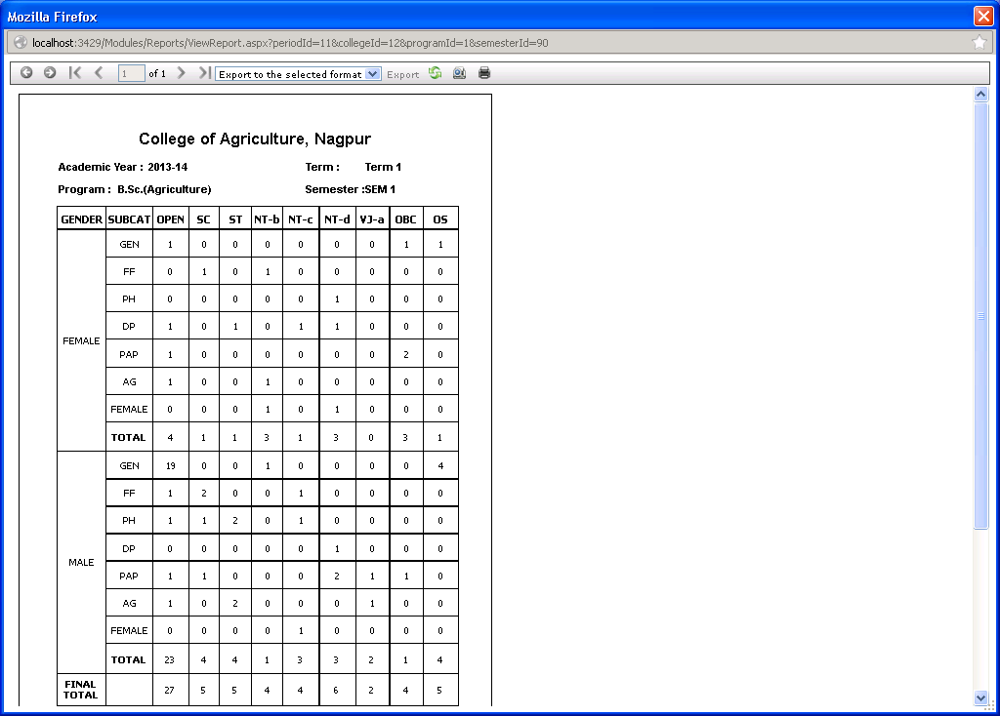 Mozilla Firefox
localhost:3429/Modules/Reports/ViewReport.aspx?periodId=11&collegeId=12&programId=1&semesterId=90
1 of 1 Export to the selected format Export
College of Agriculture, Nagpur
Academic Year : 2013-14 Term : Term 1
Program : B.Sc.(Agriculture) Semester :SEM 1
GENDER SUBCAT OPEN SC ST NT-b NT-c NT-d VJ-a OBC OS
GEN 1 0 0 0 0 0 0 1 1
FF 0 1 0 1 0 0 0 0 0
PH 0 0 0 0 0 1 0 0 0
DP 1 0 1 0 1 1 0 0 0
FEMALE
PAP 1 0 0 0 0 0 0 2 0
AG 1 0 0 1 0 0 0 0 0
FEMALE 0 0 0 1 0 1 0 0 0
TOTAL 4 1 1 3 1 3 0 3 1
GEN 19 0 0 1 0 0 0 0 4
FF 1 2 0 0 1 0 0 0 0
PH 1 1 2 0 1 0 0 0 0
DP 0 0 0 0 0 1 0 0 0
MALE
PAP 1 1 0 0 0 2 1 1 0
AG 1 0 2 0 0 0 1 0 0
FEMALE 0 0 0 0 1 0 0 0 0
TOTAL 23 4 4 1 3 3 2 1 4
FINAL
TOTAL 27 5 5 4 4 6 2 4 5